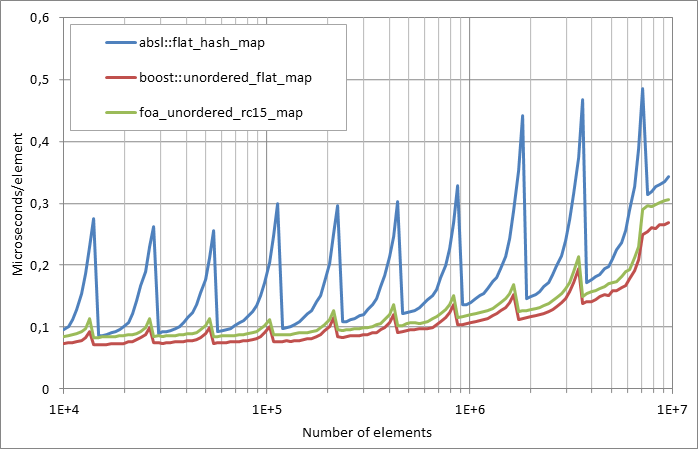 0,6
0,5
0,4
0,3
0,2
0,1
0
Microseconds/element
absl::flat_hash_map
boost::unordered_flat_map
foa_unordered_rc15_map
1E+4
1E+5
1E+6
1E+7
Number of elements